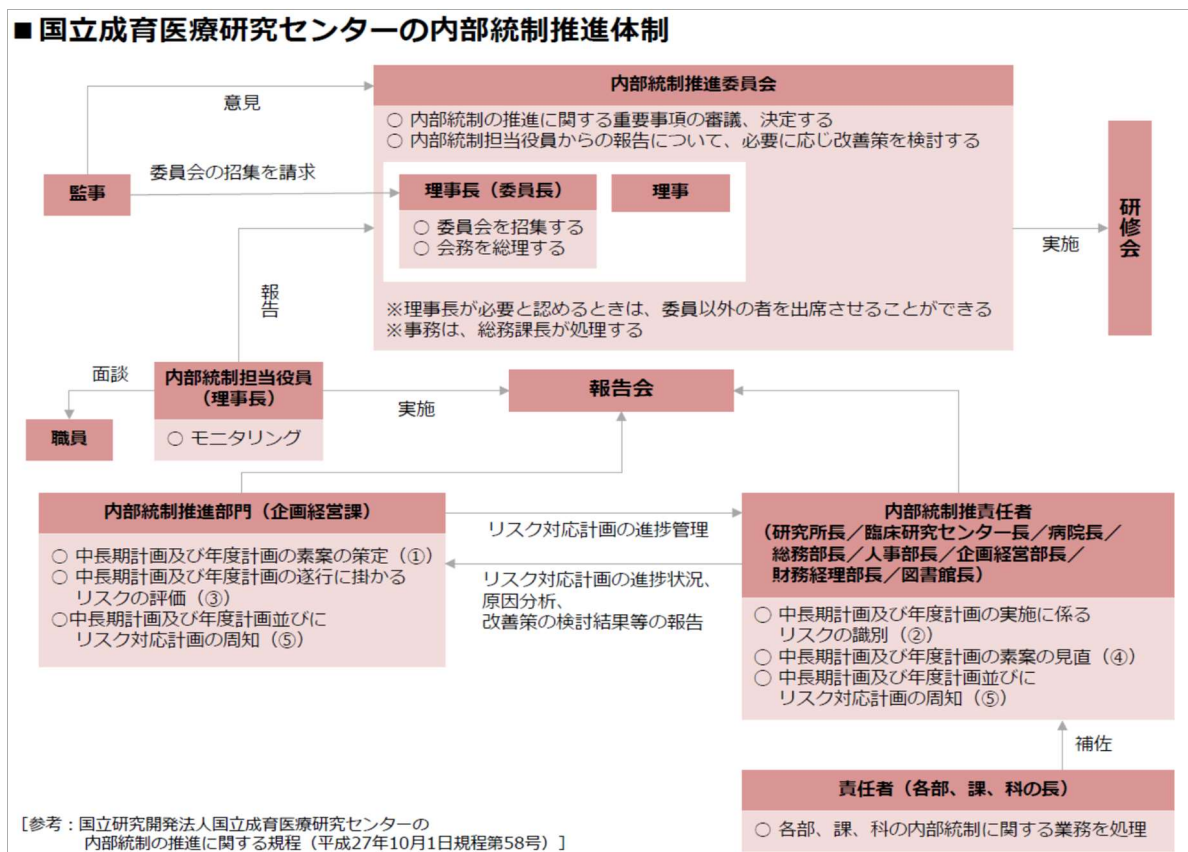 ■国立成育医療研究センターの内部統制推進体制
内部統制推進委員会
○ 内部統制の推進に関する重要事項の審議、決定する
○ 内部統制担当役員からの報告について、必要に応じ改善策を検討する
意見
委員会の招集を請求
監事
理事長（委員長）
○ 委員会を招集する
○ 会務を総理する
理事
※理事長が必要と認めるときは、委員以外の者を出席させることができる
※事務は、総務課長が処理する
実施
研修会
報告
面談
職員
内部統制担当役員
（理事長）
○ モニタリング
実施
報告会
内部統制推進部門（企画経営課）
○ 中長期計画及び年度計画の素案の策定（①）
○ 中長期計画及び年度計画の遂行に掛かる
リスクの評価（③）
○中長期計画及び年度計画並びに
リスク対応計画の周知（⑤）
リスク対応計画の進捗管理
リスク対応計画の進捗状況、
原因分析、
改善策の検討結果等の報告
内部統制推責任者
（研究所長／臨床研究センター長／病院長／
総務部長／人事部長／企画経営部長／
財務経理部長／図書館長）
○ 中長期計画及び年度計画の実施に係る
リスクの識別（②）
○ 中長期計画及び年度計画の素案の見直（④）
○ 中長期計画及び年度計画並びに
リスク対応計画の周知（⑤）
補佐
責任者（各部、課、科の長）
○ 各部、課、科の内部統制に関する業務を処理
［参考：国立研究開発法人国立成育医療研究センターの
内部統制の推進に関する規程（平成27年10月1日規程第58号）］